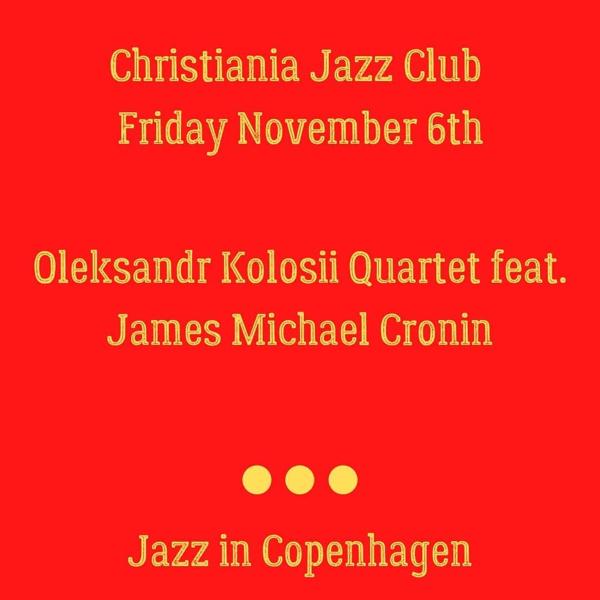 Christiania Jazz Club
Friday November 6th
Oleksandr Kolosii Quartet feat.
James Michael Cronin
Jazz in Copenhagen